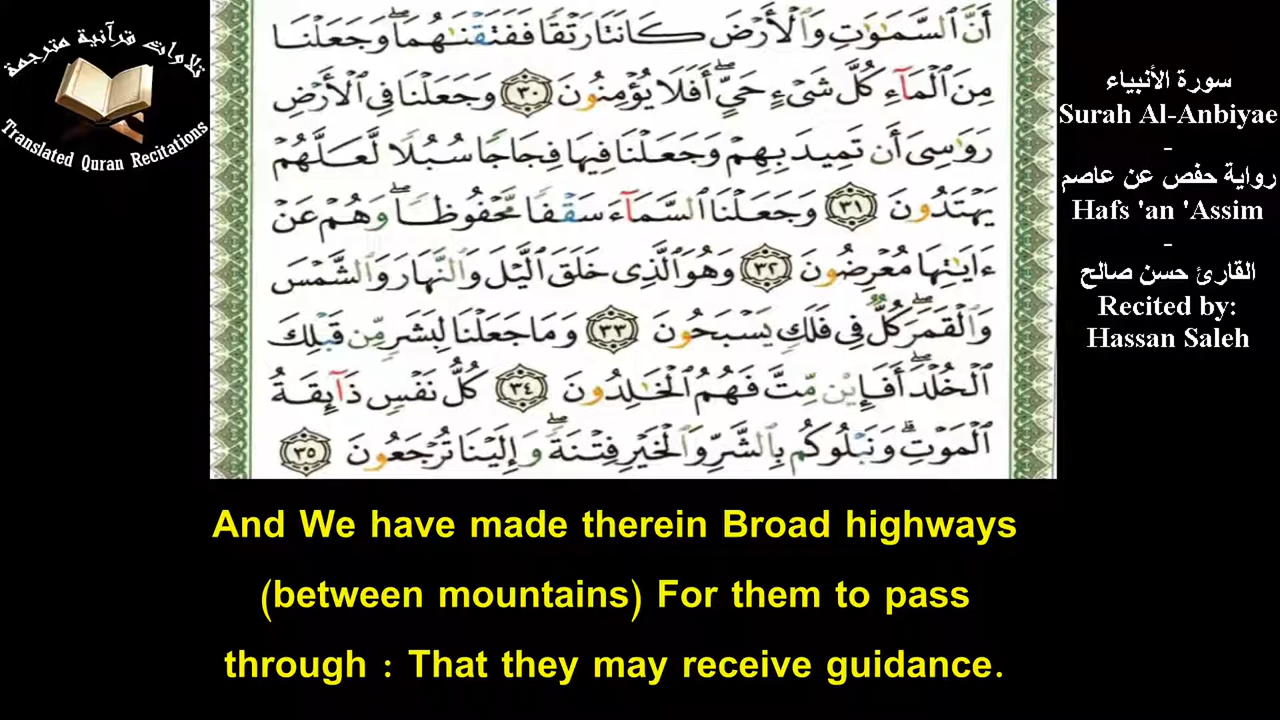 تلاوات قرآنية مترجمة
Translated Quran Recitations
أَنَّ ٱلسَّمَٰوَٰتِ وَٱلْأَرْضَ كَانَتَا رَتْقًا فَفَتَقْنَٰهُمَا ۖ وَجَعَلْنَا
مِنَ ٱلْمَآءِ كُلَّ شَىْءٍ حَىٍّ ۖ أَفَلَا يُؤْمِنُونَ ٣٠ وَجَعَلْنَا فِى ٱلْأَرْضِ
رَوَٰسِىَ أَن تَمِيدَ بِهِمْ وَجَعَلْنَا فِيهَا فِجَاجًا سُبُلًا لَّعَلَّهُمْ
يَهْتَدُونَ ٣١ وَجَعَلْنَا ٱلسَّمَآءَ سَقْفًا مَّحْفُوظًا ۖ وَهُمْ عَنْ
ءَايَٰتِهَا مُعْرِضُونَ ٣٢ وَهُوَ ٱلَّذِى خَلَقَ ٱلَّيْلَ وَٱلنَّهَارَ وَٱلشَّمْسَ
وَٱلْقَمَرَ ۖ كُلٌّ فِى فَلَكٍ يَسْبَحُونَ ٣٣ وَمَا جَعَلْنَا لِبَشَرٍ مِّن قَبْلِكَ
ٱلْخُلْدَ ۖ أَفَإِي۟ن مِّتَّ فَهُمُ ٱلْخَٰلِدُونَ ٣٤ كُلُّ نَفْسٍ ذَآئِقَةُ
ٱلْمَوْتِ ۗ وَنَبْلُوكُم بِٱلشَّرِّ وَٱلْخَيْرِ فِتْنَةً ۖ وَإِلَيْنَا تُرْجَعُونَ ٣٥
سورة الأنبياء
Surah Al-Anbiyae
-
رواية حفص عن عاصم
Hafs 'an 'Assim
-
القارئ حسن صالح
Recited by:
Hassan Saleh
And We have made therein Broad highways
(between mountains) For them to pass
through : That they may receive guidance.